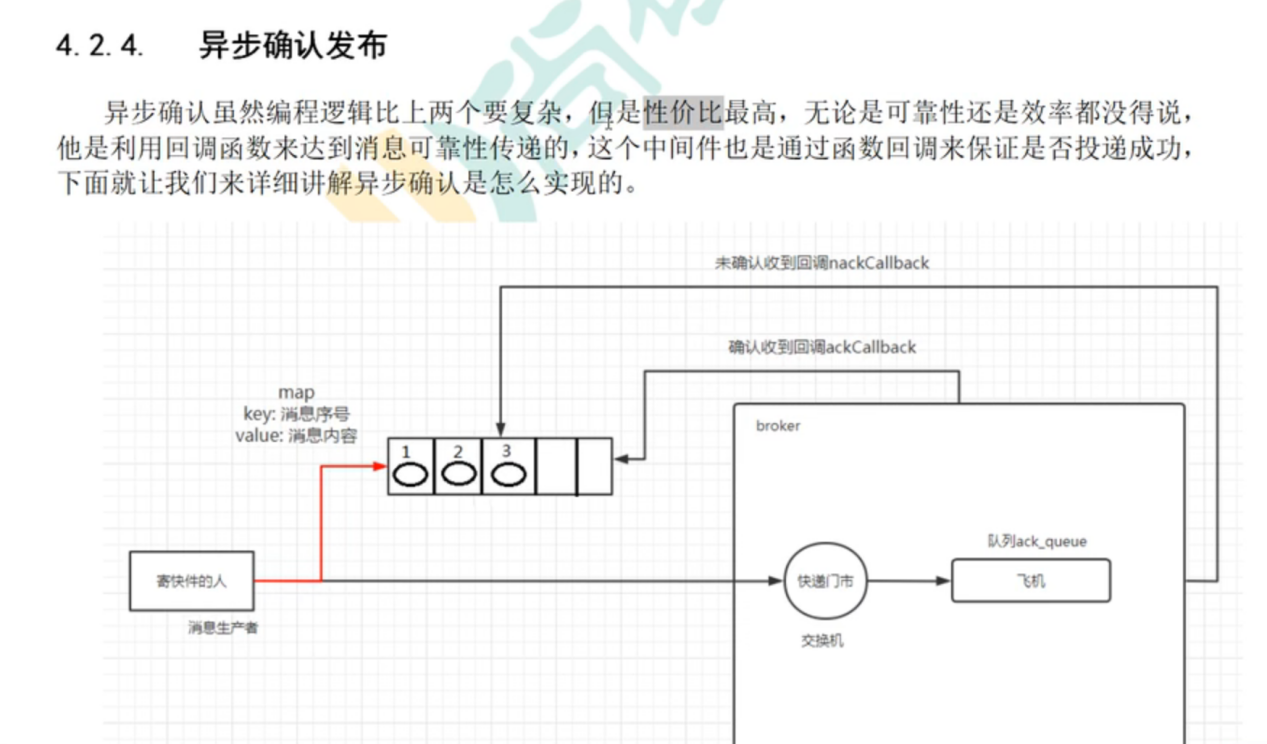 4.2.4. 异步确认发布
异步确认虽然编程逻辑比上两个要复杂，但是性价比最高，无论是可靠性还是效率都没得说，
他是利用回调函数来达到消息可靠性传递的，这个中间件也是通过函数回调来保证是否投递成功，
下面就让我们来详细讲解异步确认是怎么实现的。
未确认收到回调nackCallback
确认收到回调ackCallback
map
key: 消息序号
value: 消息内容
broker
1 2 3
队列ack_queue
寄快件的人
快递门市
飞机
消息生产者
交换机